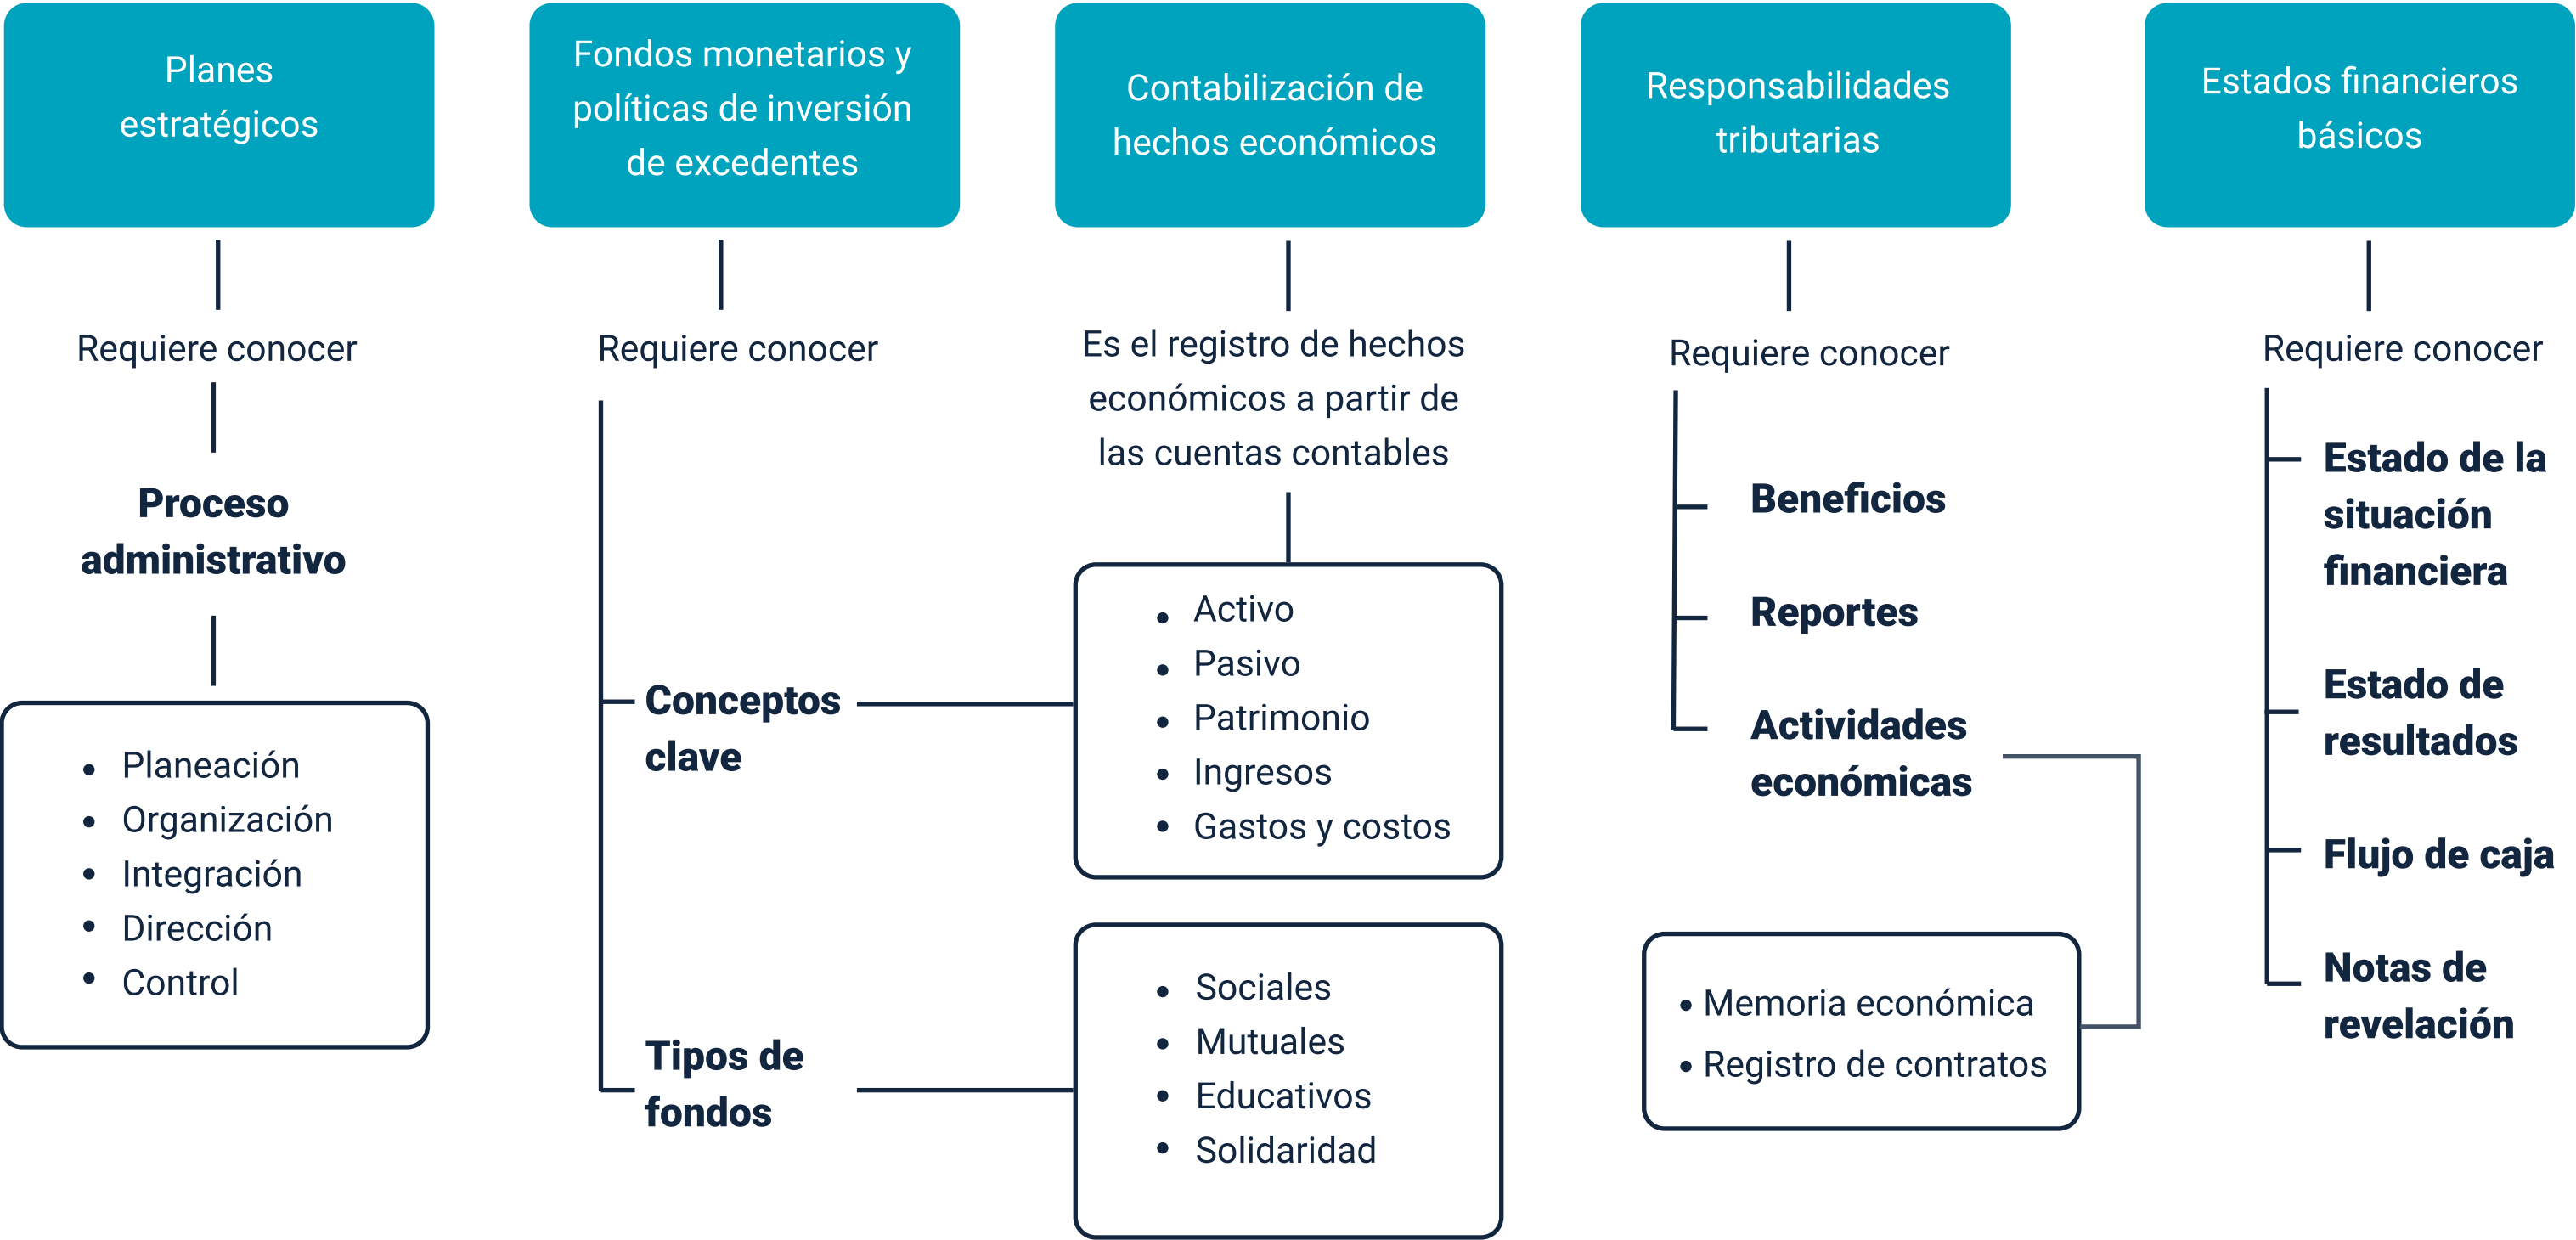 Planes
estratégicos
Requiere conocer
Proceso
administrativo
Planeación
Organización
Integración
Dirección
Control
Fondos monetarios y
políticas de inversión
de excedentes
Requiere conocer
Conceptos
clave
Tipos de
fondos
Contabilización de
hechos económicos
Es el registro de hechos
económicos a partir de
las cuentas contables
Activo
Pasivo
Patrimonio
Ingresos
Gastos y costos
Sociales
Mutuales
Educativos
Solidaridad
Responsabilidades
tributarias
Requiere conocer
Beneficios
Reportes
Actividades
económicas
Memoria económica
Registro de contratos
Estados financieros
básicos
Requiere conocer
Estado de la
situación
financiera
Estado de
resultados
Flujo de caja
Notas de
revelación